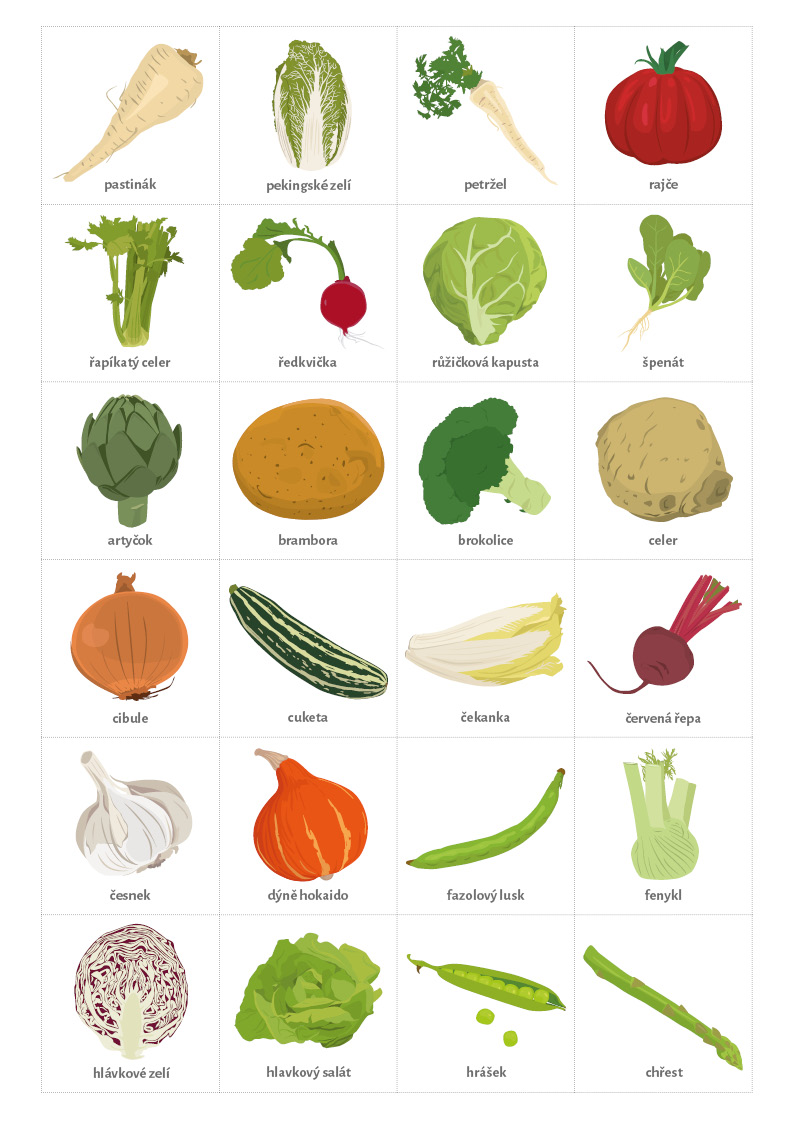 pastinák
pekingské zelí
petržel
rajče
řapíkatý celer
ředkvička
růžičková kapusta
špenát
artyčok
brambora
brokolice
celer
cibule
cuketa
čekanka
červená řepa
česnek
dýně hokaido
fazolový lusk
fenykl
hlávkové zelí
hlavkový salát
hrášek
chřest